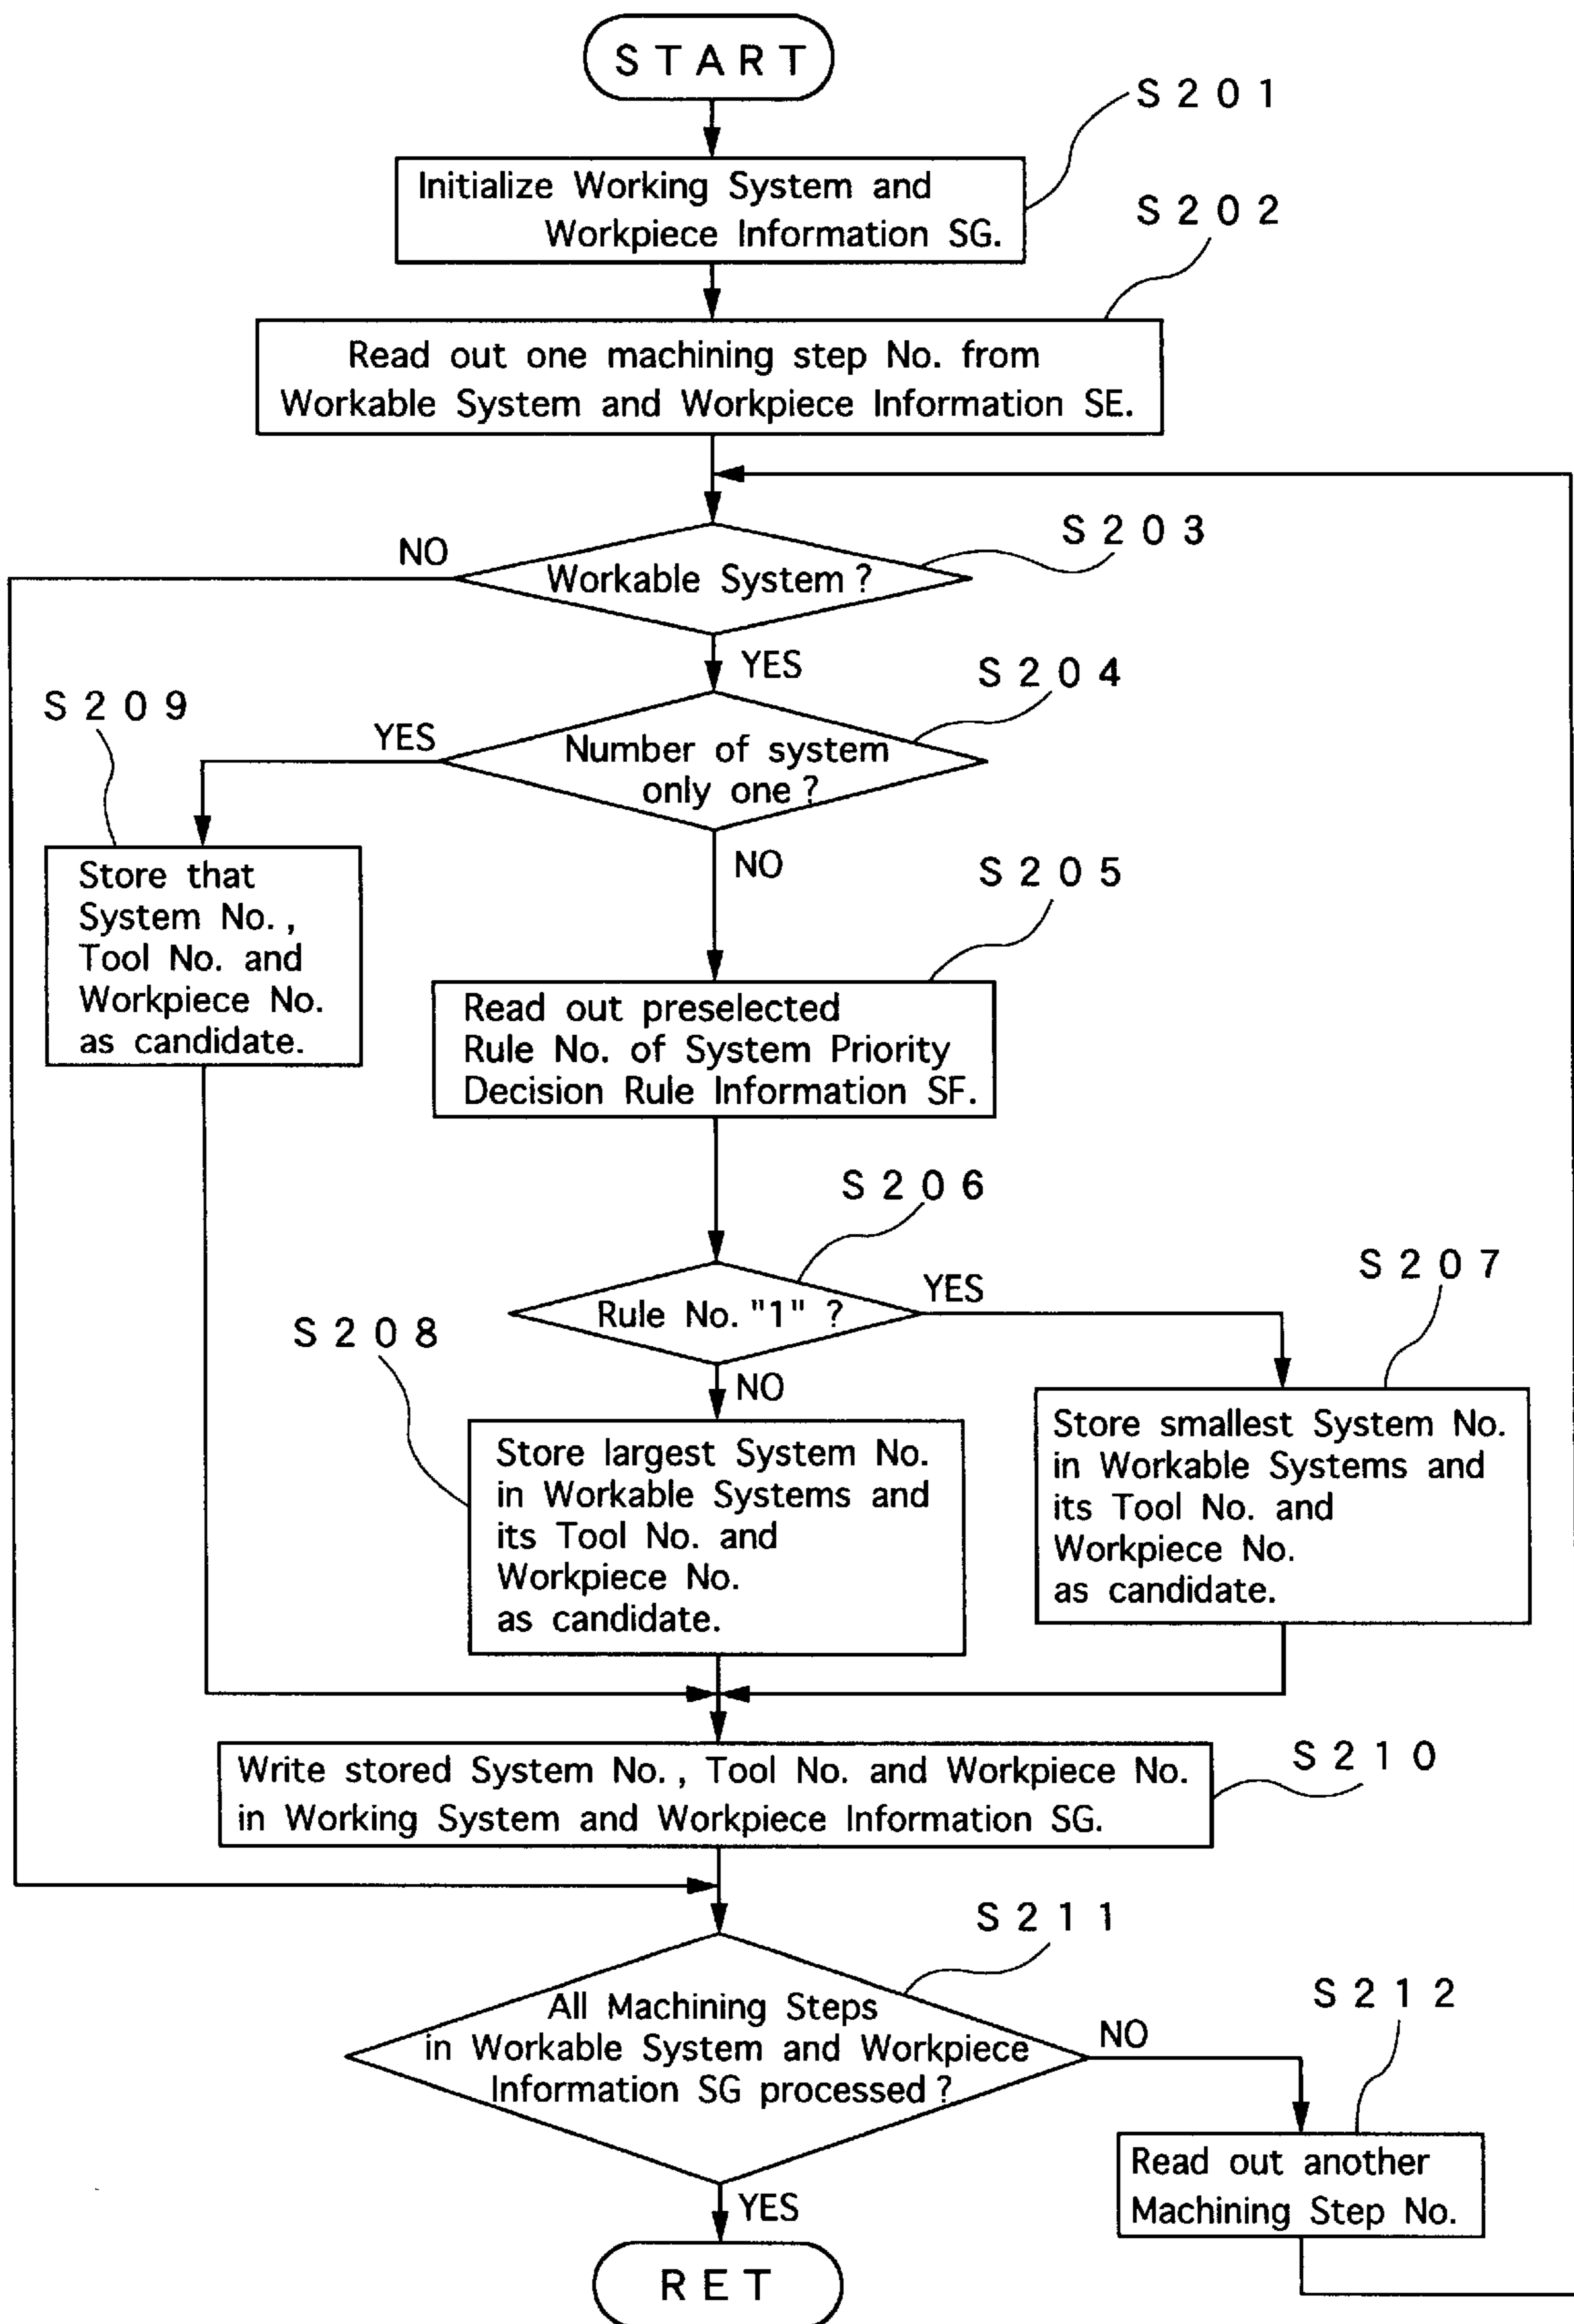 START
S201
Initialize Working System and
Workpiece Information SG.
S202
Read out one machining step No. from
Workable System and Workpiece Information SE.
S203
NO
Workable System?
YES
S204
S209
YES
Number of system
only one?
NO
S205
Store that
System No.,
Tool No. and
Workpiece No.
as candidate.
Read out preselected
Rule No. of System Priority
Decision Rule Information SF.
S206
S207
YES
Rule No. "1" ?
S208
NO
Store smallest System No.
in Workable Systems and
its Tool No. and
Workpiece No.
as candidate.
Store largest System No.
in Workable Systems and
its Tool No. and
Workpiece No.
as candidate.
S210
Write stored System No., Tool No. and Workpiece No.
in Working System and Workpiece Information SG.
S211
S212
All Machining Steps
in Workable System and Workpiece
Information SG processed?
NO
Read out another
Machining Step No.
YES
RET